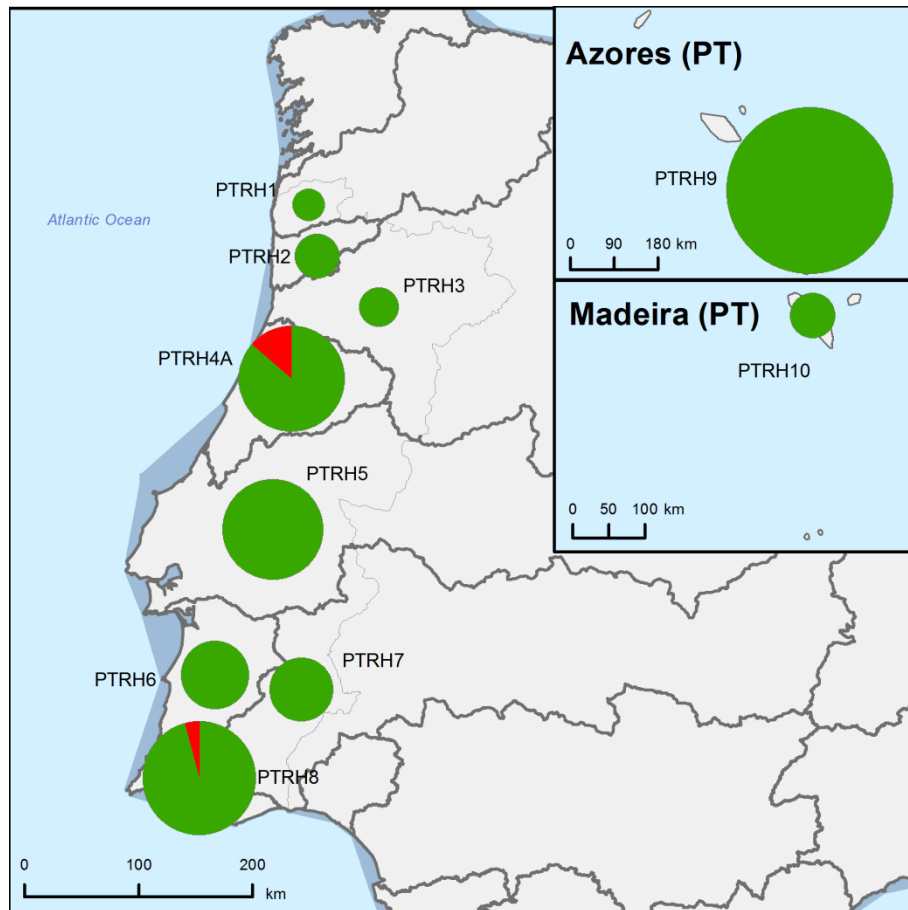 Azores (PT)
PTRH9
0 90 180 km
Madeira (PT)
PTRH10
0 50 100 km
PTRH1
Atlantic Ocean
PTRH2
PTRH3
PTRH4A
PTRH5
PTRH7
PTRH6
PTRH8
0 100 200
km